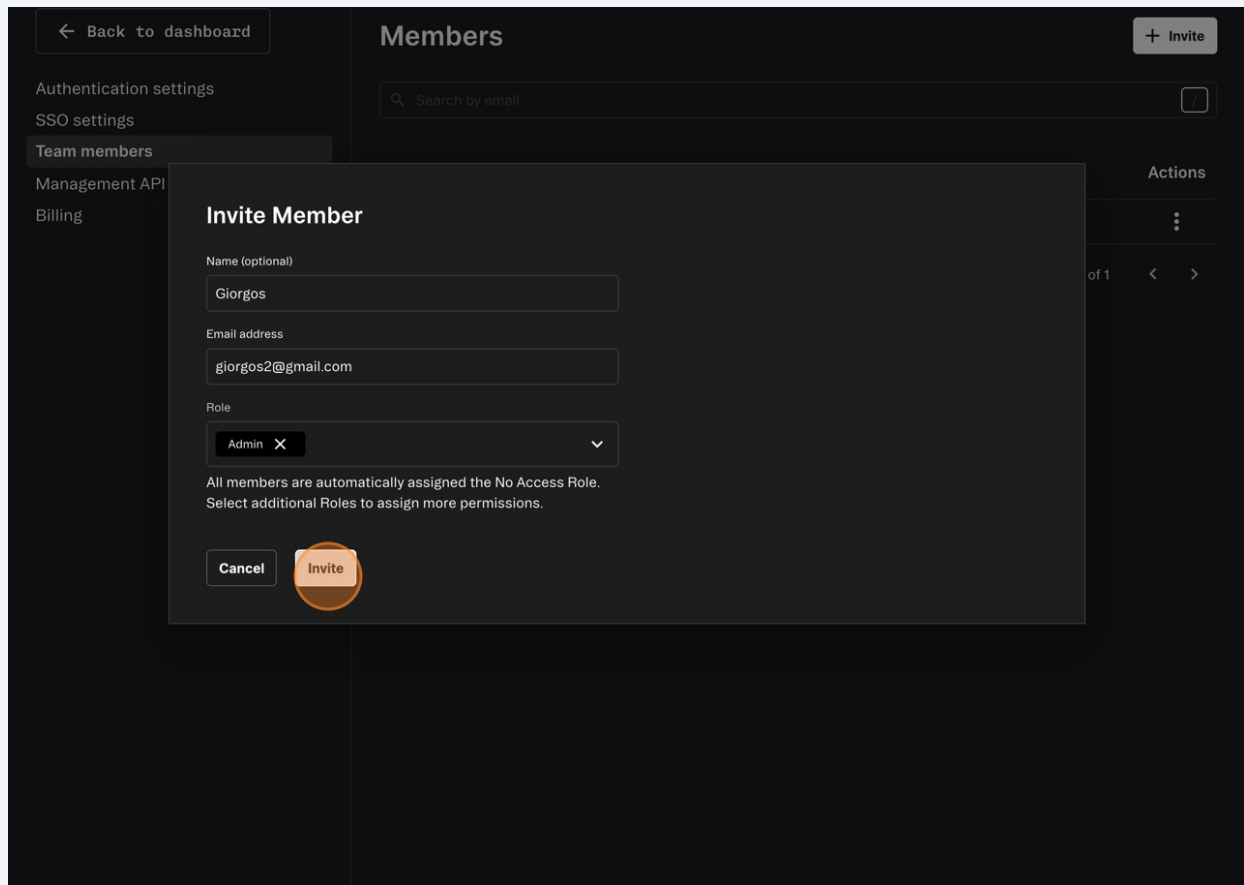 Back to dashboard
Authentication settings
SSO settings
Team members
Management API
Billing
Members
+ Invite
Search by email
/
Actions
of 1
Invite Member
Name (optional)
Giorgos
Email address
giorgos2@gmail.com
Role
Admin
All members are automatically assigned the No Access Role.
Select additional Roles to assign more permissions.
Cancel
Invite